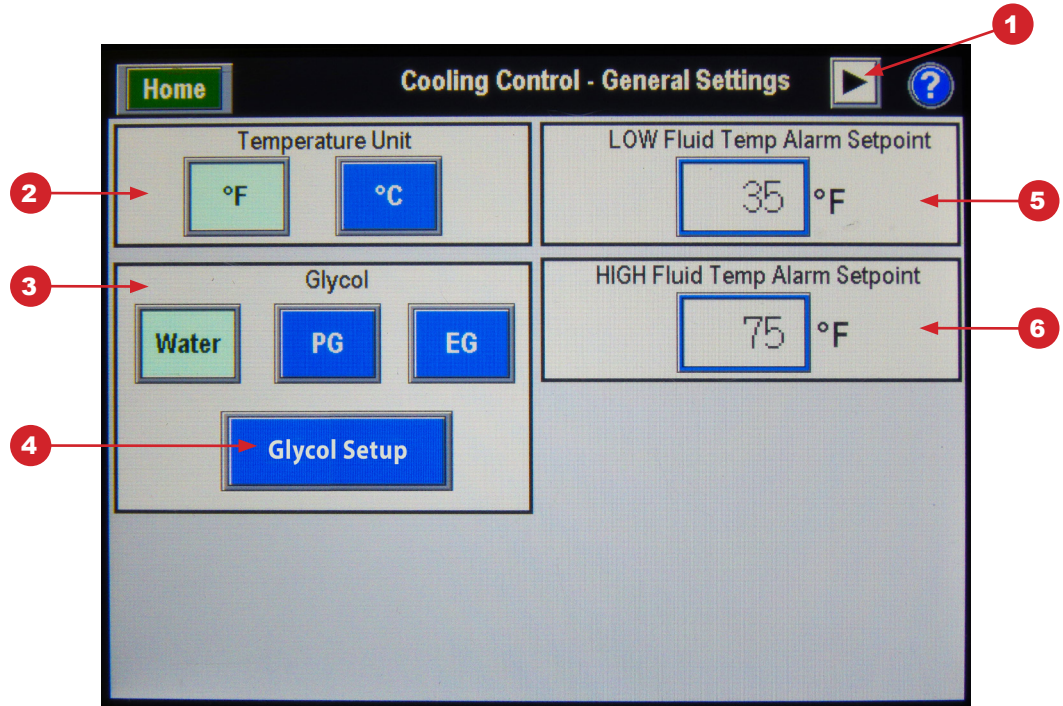 1
Home
Cooling Control - General Settings
?
Temperature Unit
°F
°C
2
LOW Fluid Temp Alarm Setpoint
35 °F
5
3
Glycol
Water
PG
EG
HIGH Fluid Temp Alarm Setpoint
75 °F
6
4
Glycol Setup